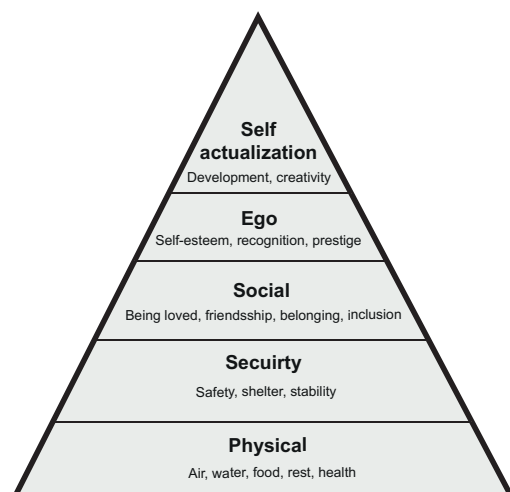 Self
actualization
Development, creativity
Ego
Self-esteem, recognition, prestige
Social
Being loved, friendsship, belonging, inclusion
Secuirty
Safety, shelter, stability
Physical
Air, water, food, rest, health